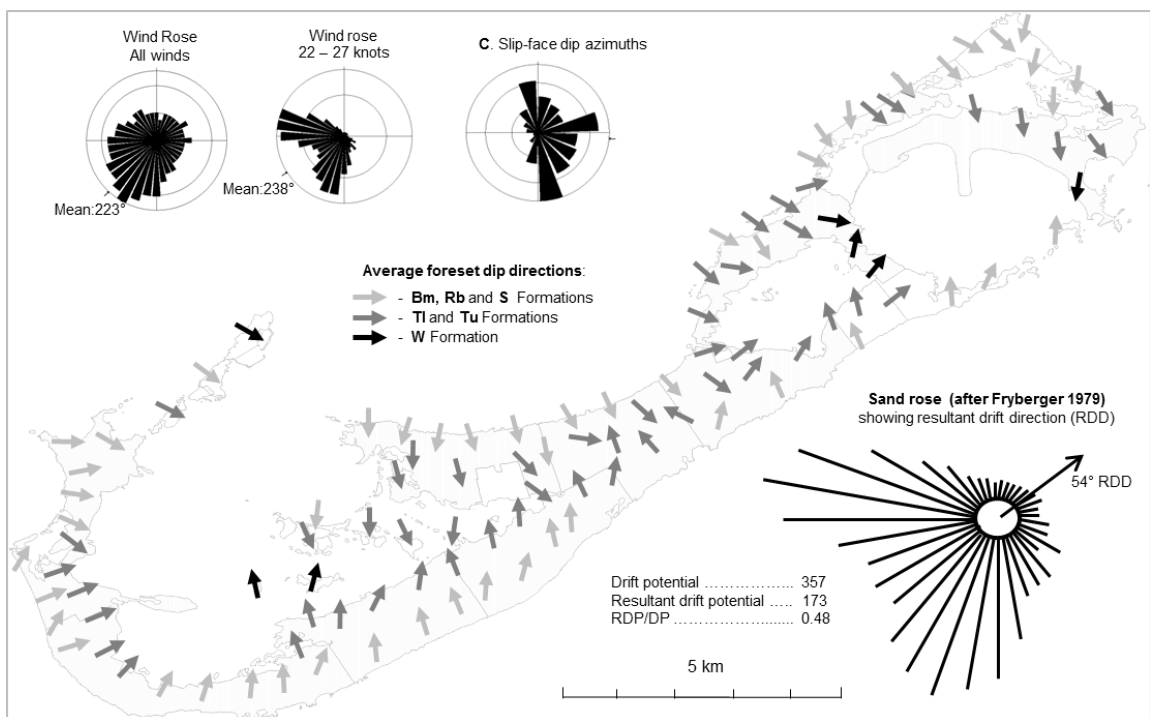 Wind Rose
All winds
Mean:223°
Wind rose
22 – 27 knots
Mean:238°
C. Slip-face dip azimuths
Average foreset dip directions:
- Bm, Rb and S Formations
- Tl and Tu Formations
- W Formation
Sand rose (after Fryberger 1979)
showing resultant drift direction (RDD)
54° RDD
Drift potential ................ 357
Resultant drift potential ..... 173
RDP/DP ........................ 0.48
5 km